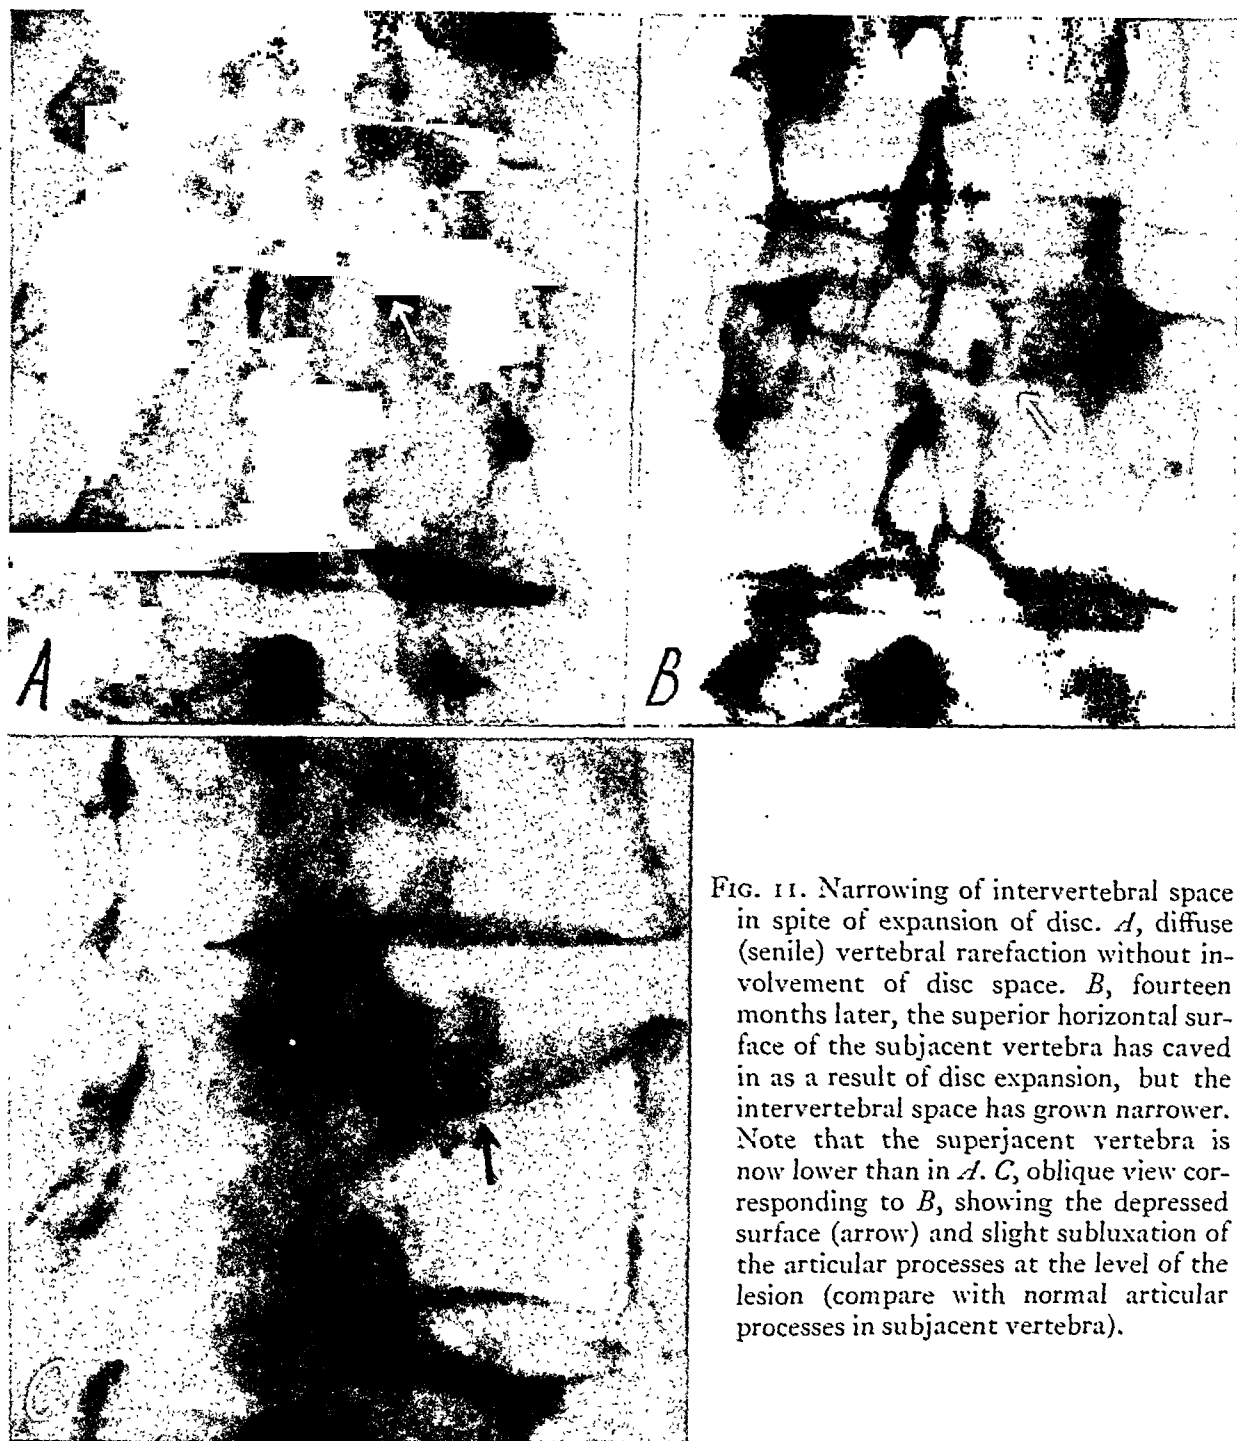 A
B
C
FIG. 11. Narrowing of intervertebral space
in spite of expansion of disc. A, diffuse
(senile) vertebral rarefaction without in-
volvement of disc space. B, fourteen
months later, the superior horizontal sur-
face of the subjacent vertebra has caved
in as a result of disc expansion, but the
intervertebral space has grown narrower.
Note that the superjacent vertebra is
now lower than in A. C, oblique view cor-
responding to B, showing the depressed
surface (arrow) and slight subluxation of
the articular processes at the level of the
lesion (compare with normal articular
processes in subjacent vertebra).